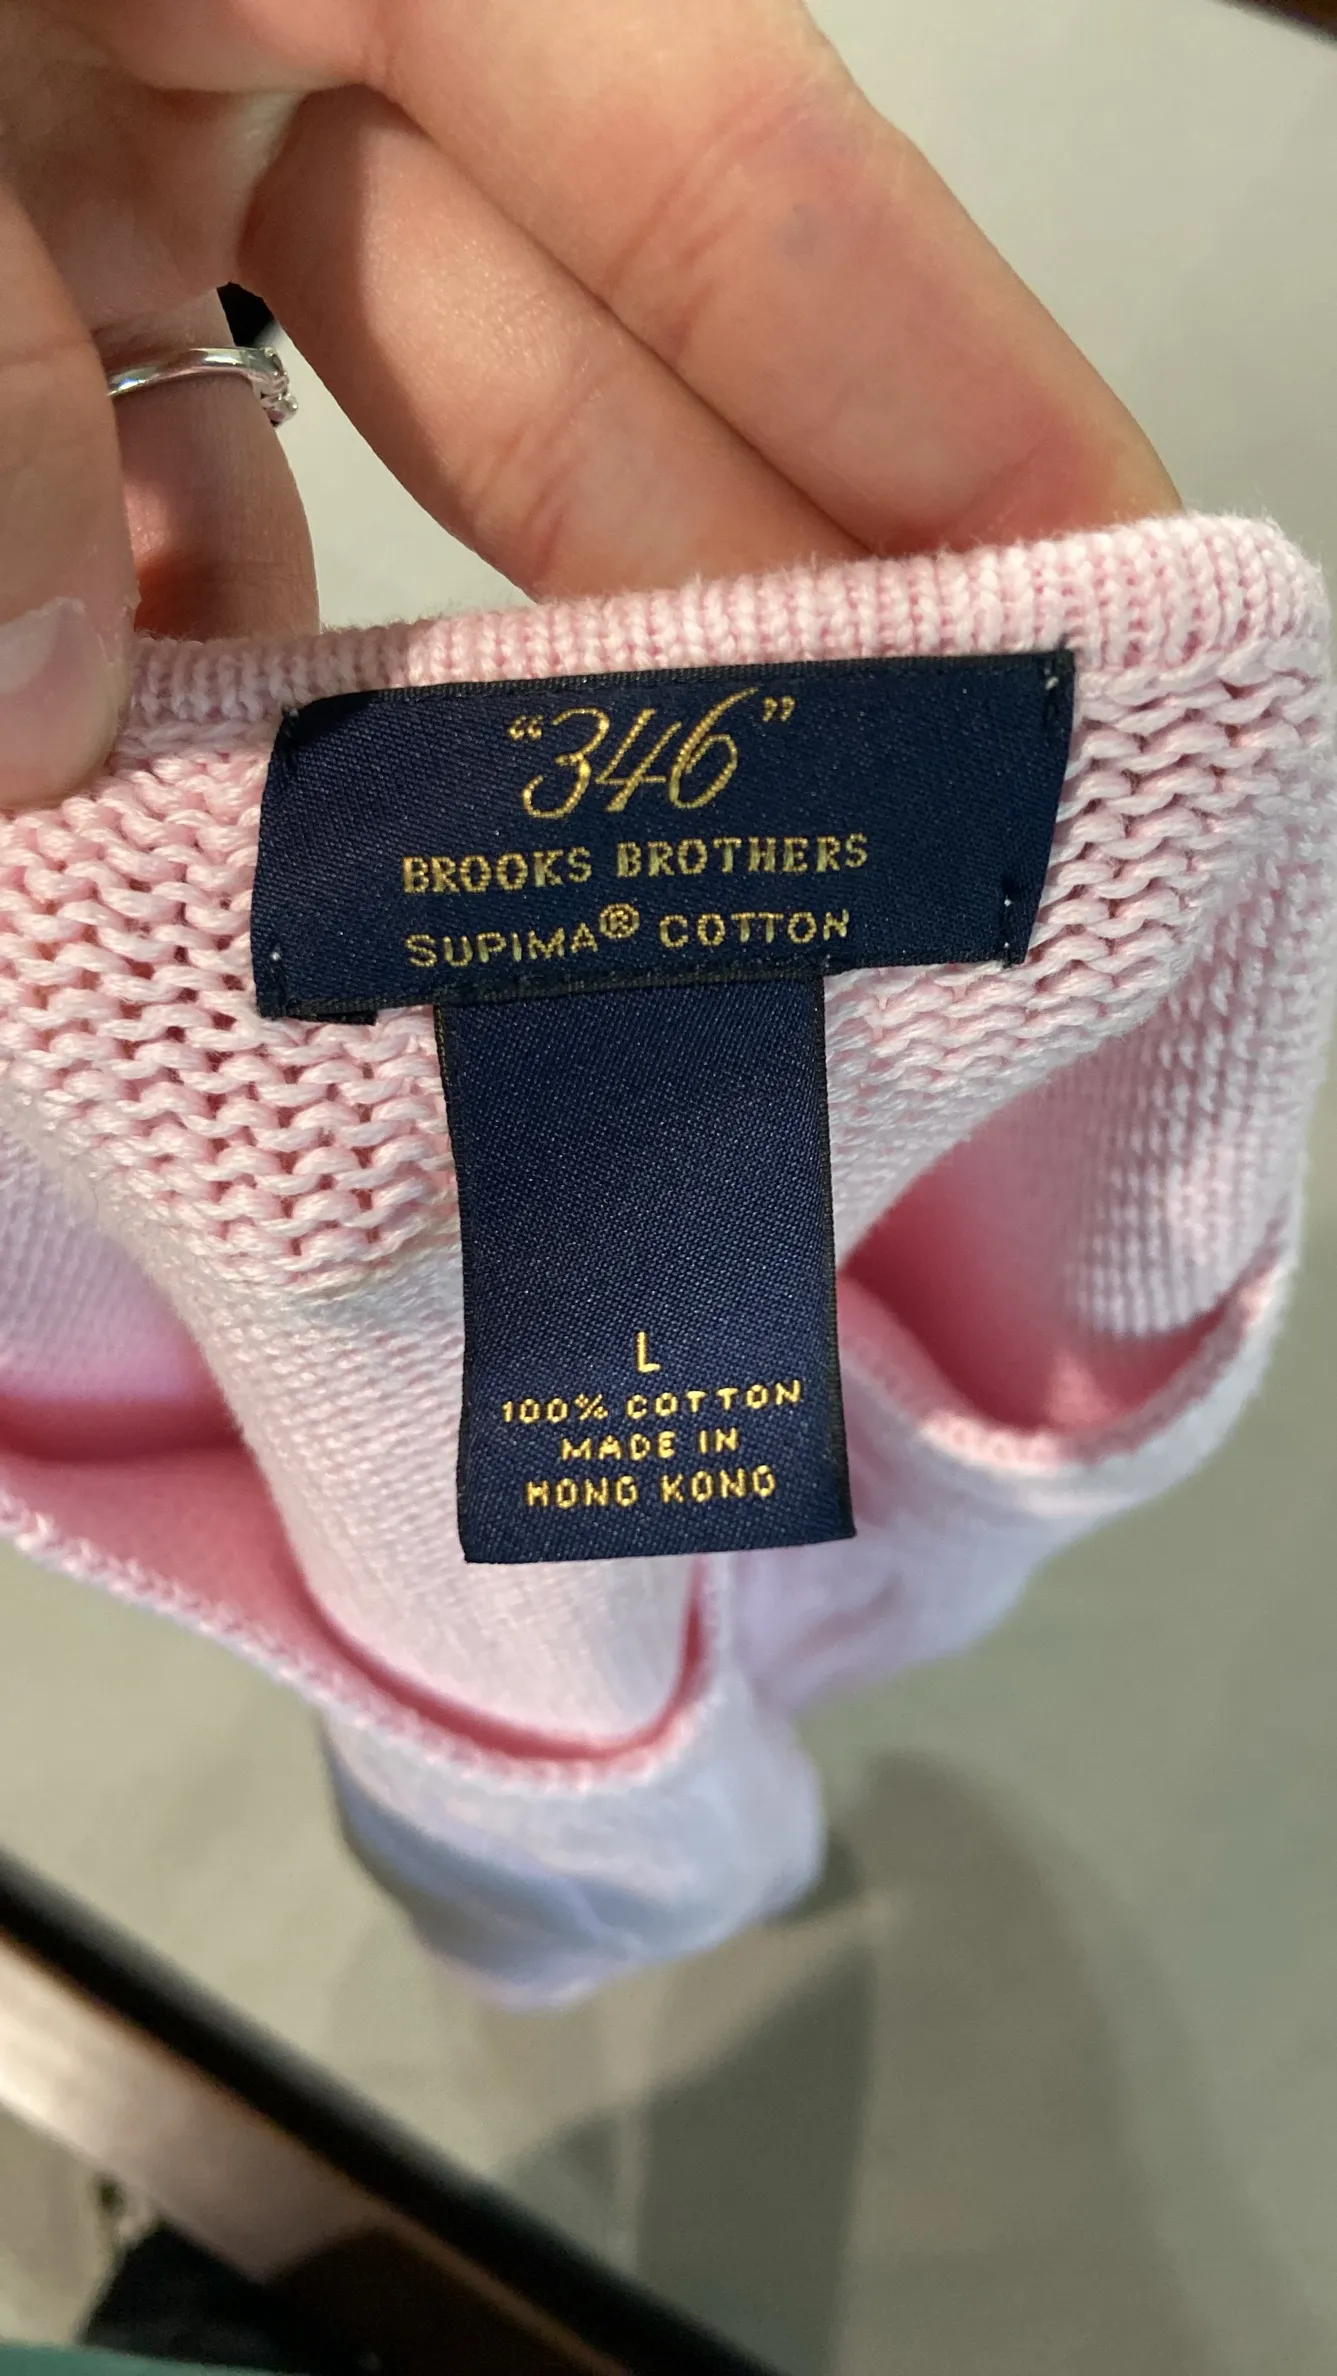 “346”
BROOKS BROTHERS
SUPIMA® COTTON
L
100% COTTON
MADE IN
HONG KONG